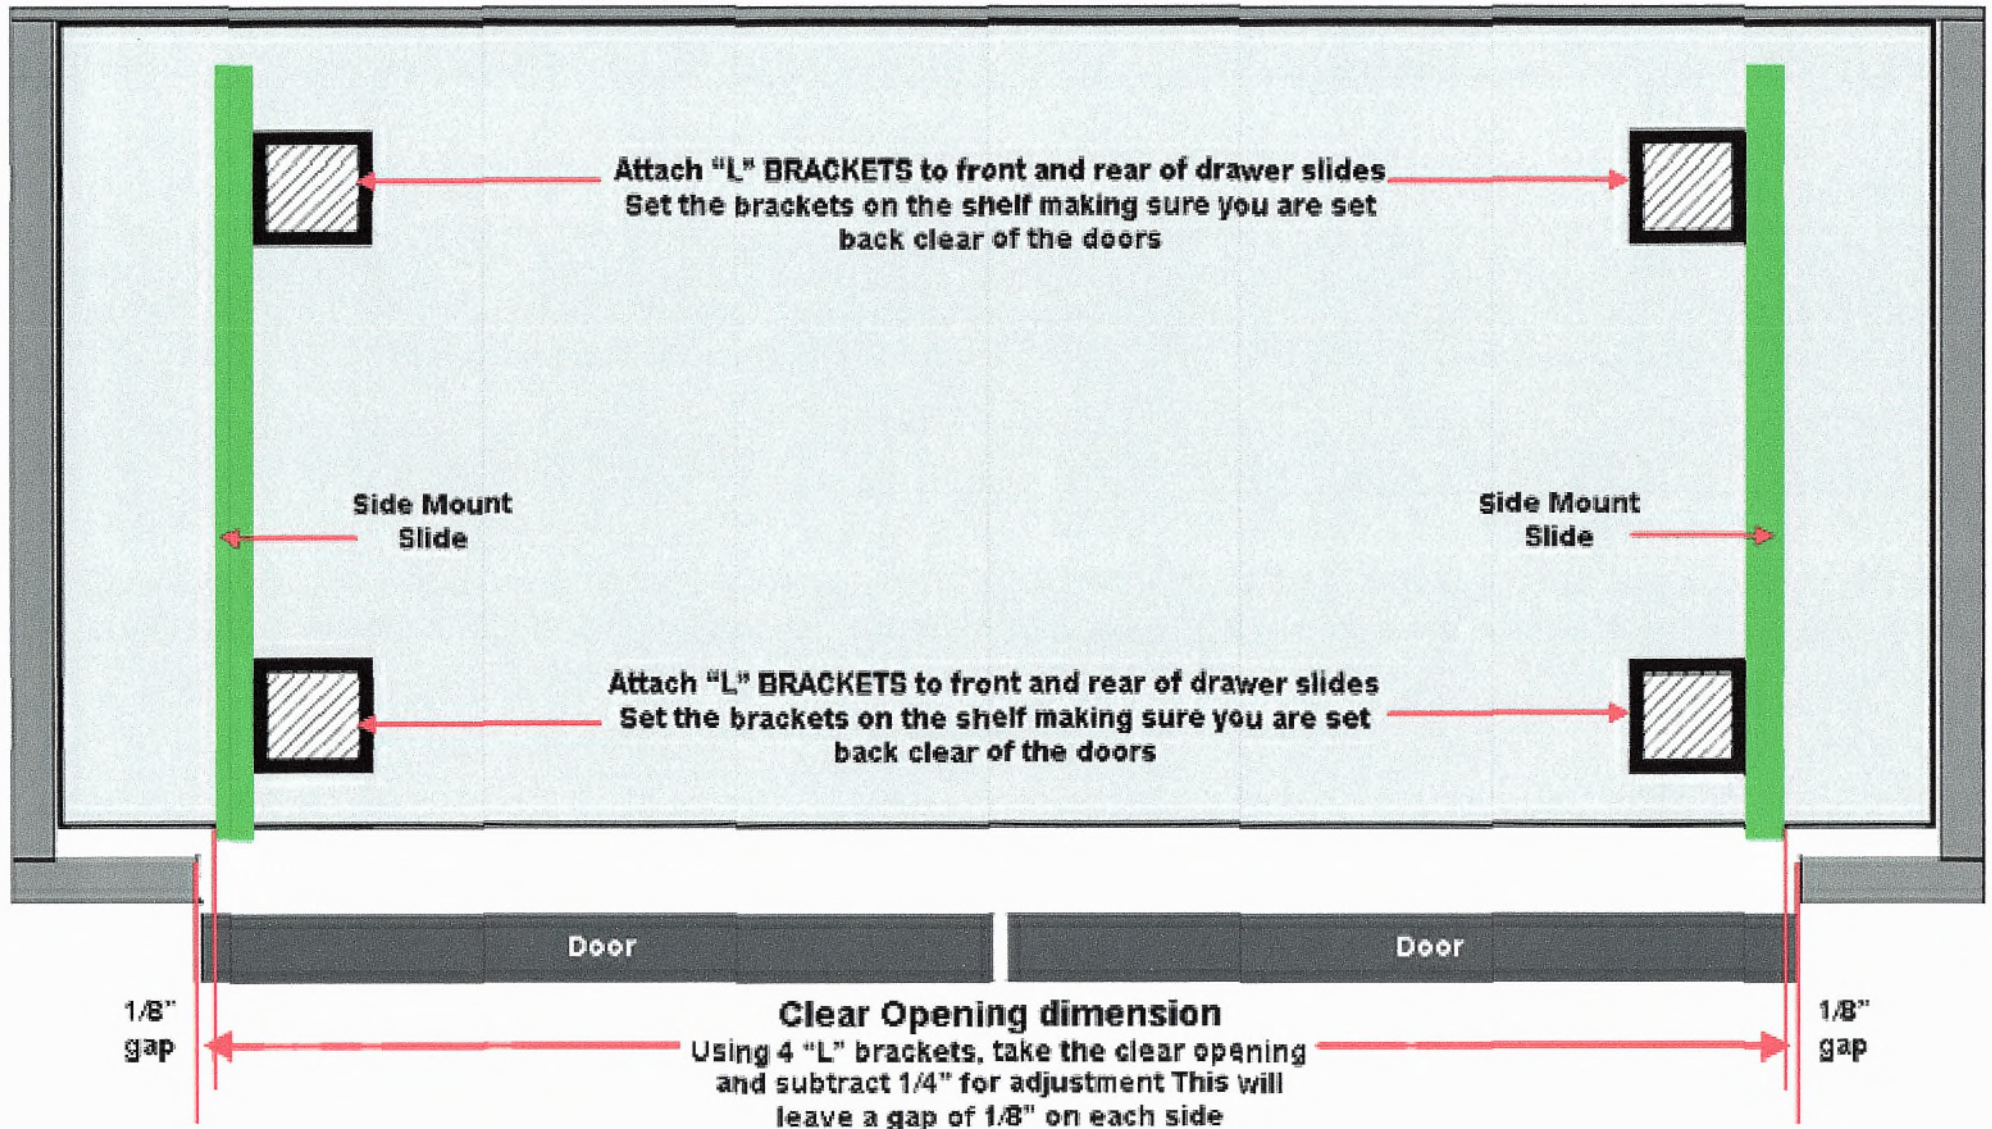 Attach “L” BRACKETS to front and rear of drawer slides
Set the brackets on the shelf making sure you are set
back clear of the doors
Side Mount
Slide
Side Mount
Slide
Attach “L” BRACKETS to front and rear of drawer slides
Set the brackets on the shelf making sure you are set
back clear of the doors
Door
Door
1/8”
gap
Clear Opening dimension
Using 4 “L” brackets, take the clear opening
and subtract 1/4” for adjustment This will
leave a gap of 1/8” on each side
1/8”
gap